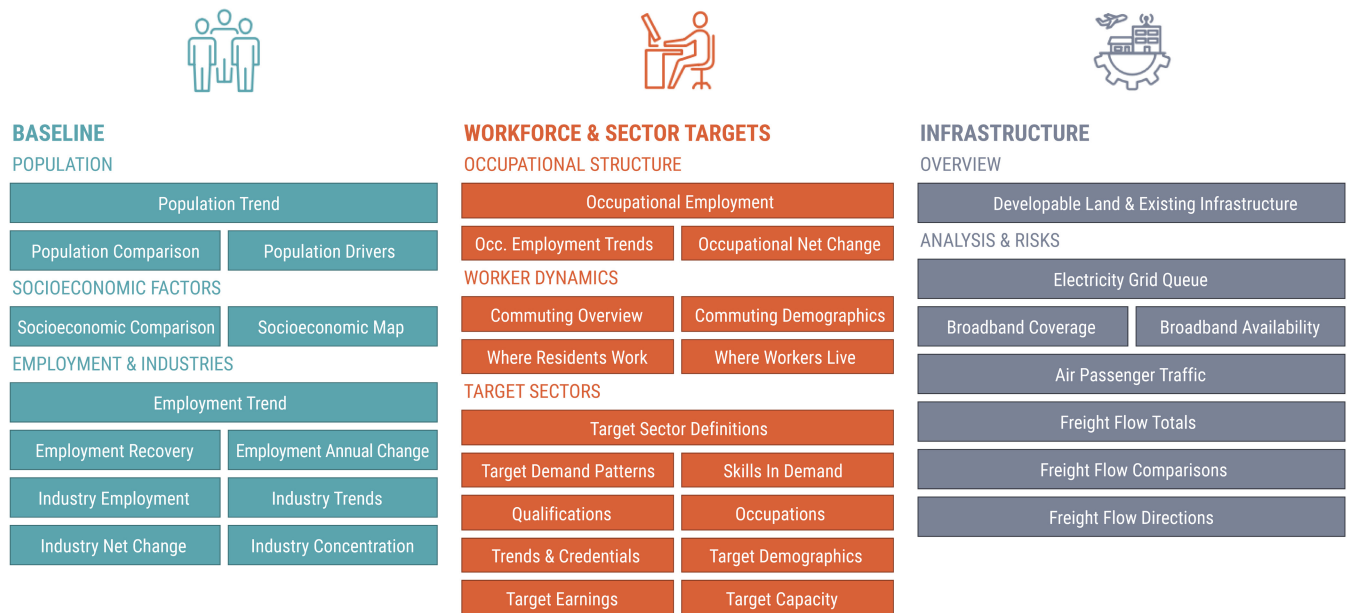 BASELINE
POPULATION
Population Trend
Population Comparison
Population Drivers
SOCIOECONOMIC FACTORS
Socioeconomic Comparison
Socioeconomic Map
EMPLOYMENT & INDUSTRIES
Employment Trend
Employment Recovery
Employment Annual Change
Industry Employment
Industry Trends
Industry Net Change
Industry Concentration
WORKFORCE & SECTOR TARGETS
OCCUPATIONAL STRUCTURE
Occupational Employment
Occ. Employment Trends
Occupational Net Change
WORKER DYNAMICS
Commuting Overview
Commuting Demographics
Where Residents Work
Where Workers Live
TARGET SECTORS
Target Sector Definitions
Target Demand Patterns
Skills In Demand
Qualifications
Occupations
Trends & Credentials
Target Demographics
Target Earnings
Target Capacity
INFRASTRUCTURE
OVERVIEW
Developable Land & Existing Infrastructure
ANALYSIS & RISKS
Electricity Grid Queue
Broadband Coverage
Broadband Availability
Air Passenger Traffic
Freight Flow Totals
Freight Flow Comparisons
Freight Flow Directions